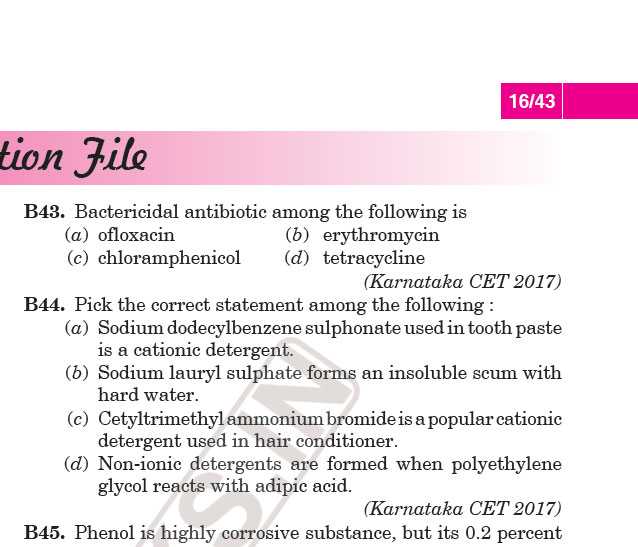 16/43
tion File
B43. Bactericidal antibiotic among the following is
(a) ofloxacin (b) erythromycin
(c) chloramphenicol (d) tetracycline
(Karnataka CET 2017)
B44. Pick the correct statement among the following :
(a) Sodium dodecylbenzene sulphonate used in tooth paste
is a cationic detergent.
(b) Sodium lauryl sulphate forms an insoluble scum with
hard water.
(c) Cetyltrimethyl ammonium bromide is a popular cationic
detergent used in hair conditioner.
(d) Non-ionic detergents are formed when polyethylene
glycol reacts with adipic acid.
(Karnataka CET 2017)
B45. Phenol is highly corrosive substance, but its 0.2 percent
S.IN